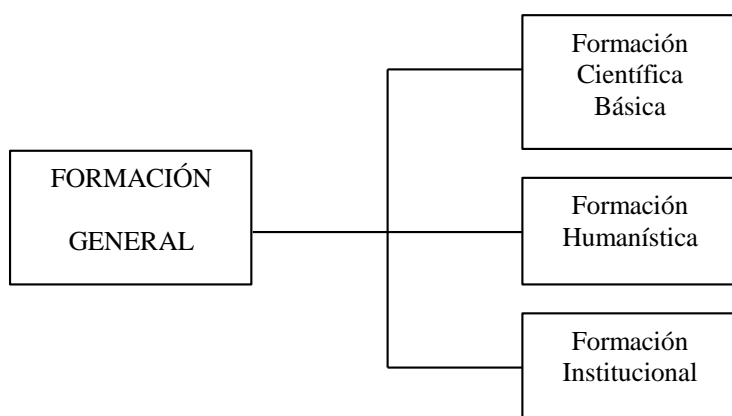 FORMACIÓN
GENERAL
Formación
Científica
Básica
Formación
Humanística
Formación
Institucional